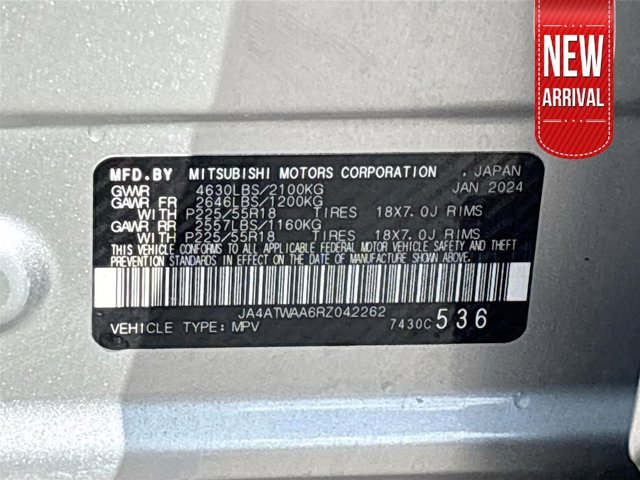 NEW
ARRIVAL
MFD.BY MITSUBISHI MOTORS CORPORATION . JAPAN
GVWR 4630LBS/2100KG JAN 2024
GAWR FR 2646LBS/1200KG
WITH P225/55R18 TIRES 18X7.0J RIMS
GAWR RR 2557LBS/1160KG
WITH P225/55R18 TIRES 18X7.0J RIMS
THIS VEHICLE CONFORMS TO ALL APPLICABLE FEDERAL MOTOR VEHICLE SAFETY AND THEFT
PREVENTION STANDARDS IN EFFECT ON THE DATE OF MANUFACTURE SHOWN ABOVE.
JA4ATWAA6RZ042262
VEHICLE TYPE: MPV 7430C 536